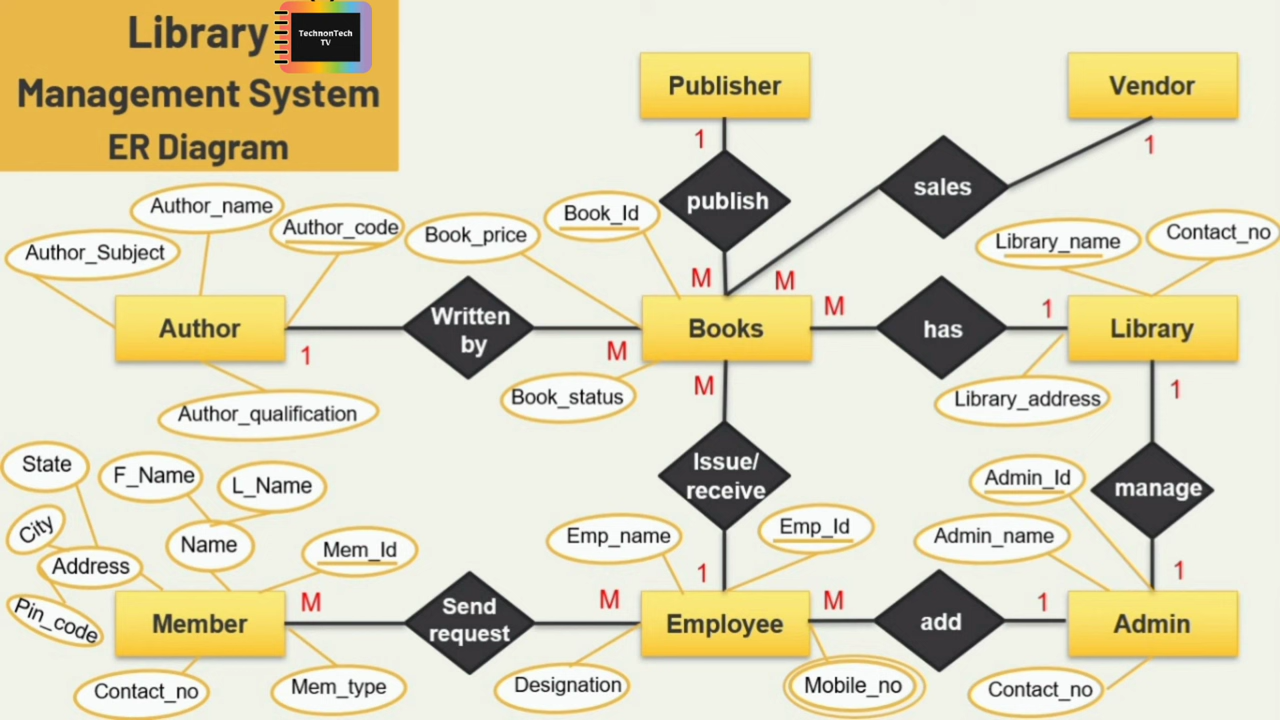 Library
TechnonTech
TV
Management System
ER Diagram
Publisher
Vendor
1
1
publish
sales
Author_name
Author_code
Author_Subject
Book_price
Book_Id
Library_name
Contact_no
M
M
M
1
Author
Written
by
Books
has
Library
1
M
M
1
Book_status
Library_address
Author_qualification
State
F_Name
L_Name
Issue/
receive
Admin_Id
manage
City
Name
Mem_Id
Emp_name
Emp_Id
Admin_name
Address
Pin_code
1
1
M
M
M
1
Member
Send
request
Employee
add
Admin
Contact_no
Mem_type
Designation
Mobile_no
Contact_no